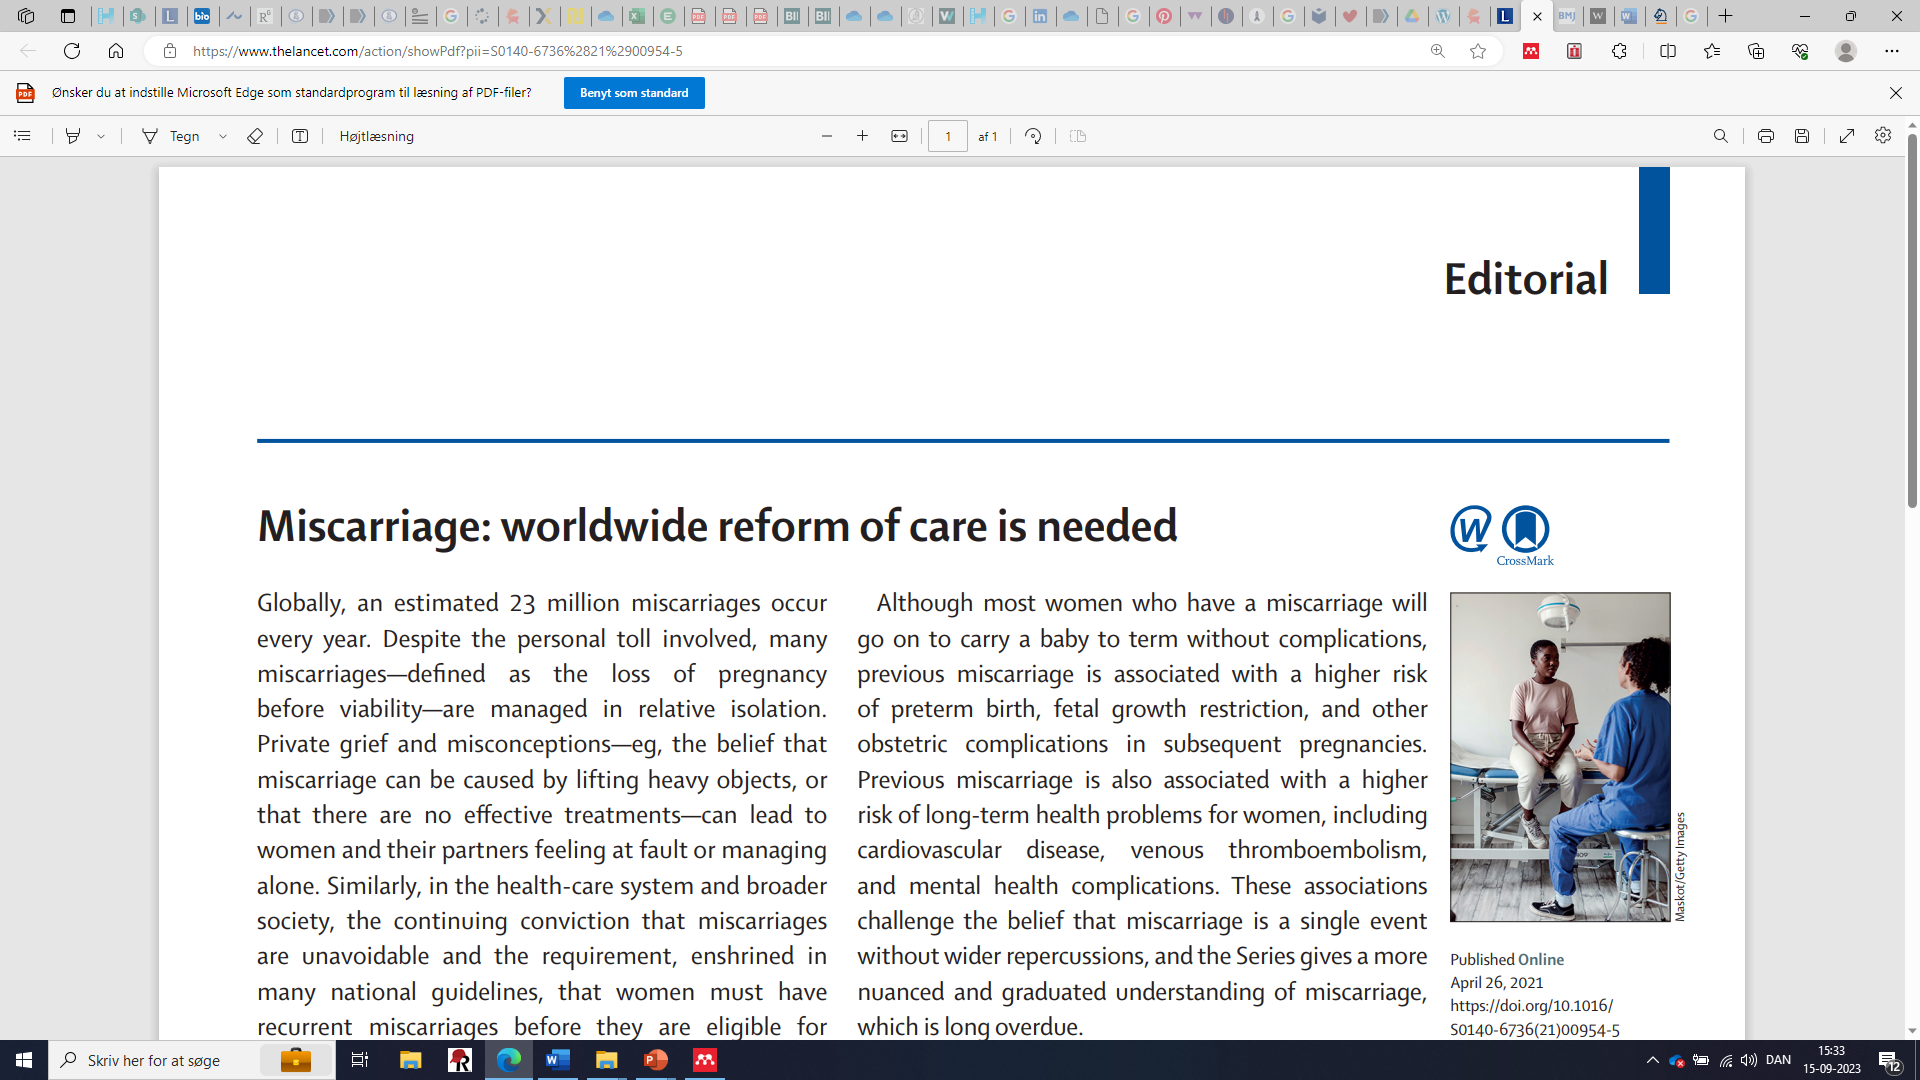 https://www.thelancet.com/action/showPdf?pii=S0140-6736%2821%2900954-5
Ønsker du at indstille Microsoft Edge som standardprogram til læsning af PDF-filer?
Benyt som standard
Tegn
Højtlæsning
1
af 1
Editorial
Miscarriage: worldwide reform of care is needed
CrossMark
Globally, an estimated 23 million miscarriages occur
every year. Despite the personal toll involved, many
miscarriages—defined as the loss of pregnancy
before viability—are managed in relative isolation.
Private grief and misconceptions—eg, the belief that
miscarriage can be caused by lifting heavy objects, or
that there are no effective treatments—can lead to
women and their partners feeling at fault or managing
alone. Similarly, in the health-care system and broader
society, the continuing conviction that miscarriages
are unavoidable and the requirement, enshrined in
many national guidelines, that women must have
recurrent miscarriages before they are eligible for
Although most women who have a miscarriage will
go on to carry a baby to term without complications,
previous miscarriage is associated with a higher risk
of preterm birth, fetal growth restriction, and other
obstetric complications in subsequent pregnancies.
Previous miscarriage is also associated with a higher
risk of long-term health problems for women, including
cardiovascular disease, venous thromboembolism,
and mental health complications. These associations
challenge the belief that miscarriage is a single event
without wider repercussions, and the Series gives a more
nuanced and graduated understanding of miscarriage,
which is long overdue.
Maskot/Getty Images
Published Online
April 26, 2021
https://doi.org/10.1016/
S0140-6736(21)00954-5
Skriv her for at søge
DAN
15:33
15-09-2023
12